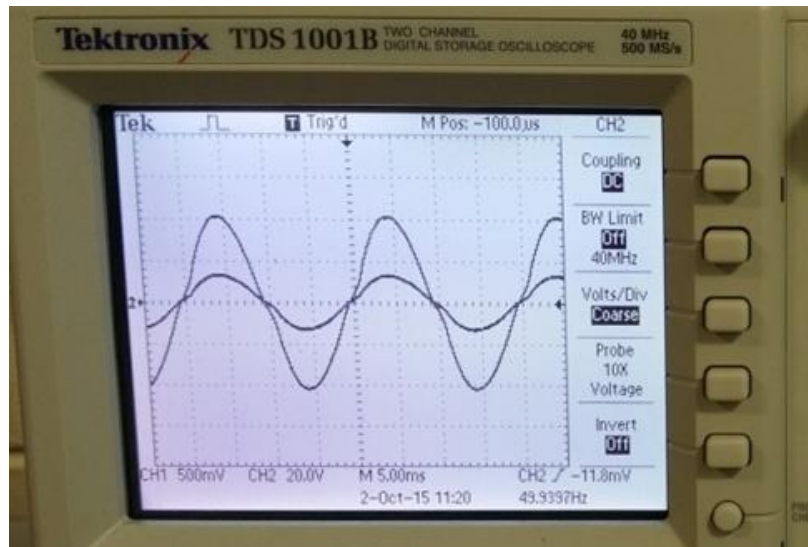 Tektronix TDS 1001B TWO CHANNEL DIGITAL STORAGE OSCILLOSCOPE 40 MHz 500 MS/s
Tek T Trig'd M Pos: -100.0µs CH2
Coupling
DC
BW Limit
Off
40MHz
Volts/Div
Coarse
Probe
10X
Voltage
Invert
Off
2
CH1 500mV CH2 20.0V M 5.00ms CH2 / -11.8mV
2-Oct-15 11:20 49.9397Hz